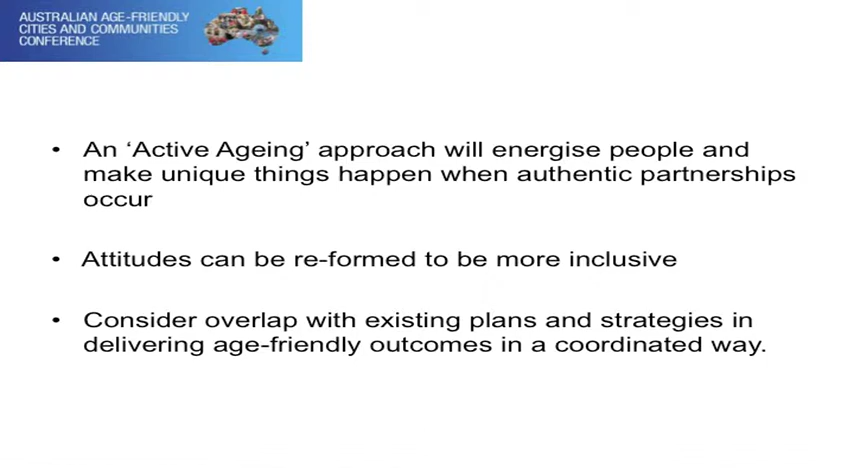 AUSTRALIAN AGE-FRIENDLY
CITIES AND COMMUNITIES
CONFERENCE
• An ‘Active Ageing’ approach will energise people and
make unique things happen when authentic partnerships
occur
• Attitudes can be re-formed to be more inclusive
• Consider overlap with existing plans and strategies in
delivering age-friendly outcomes in a coordinated way.